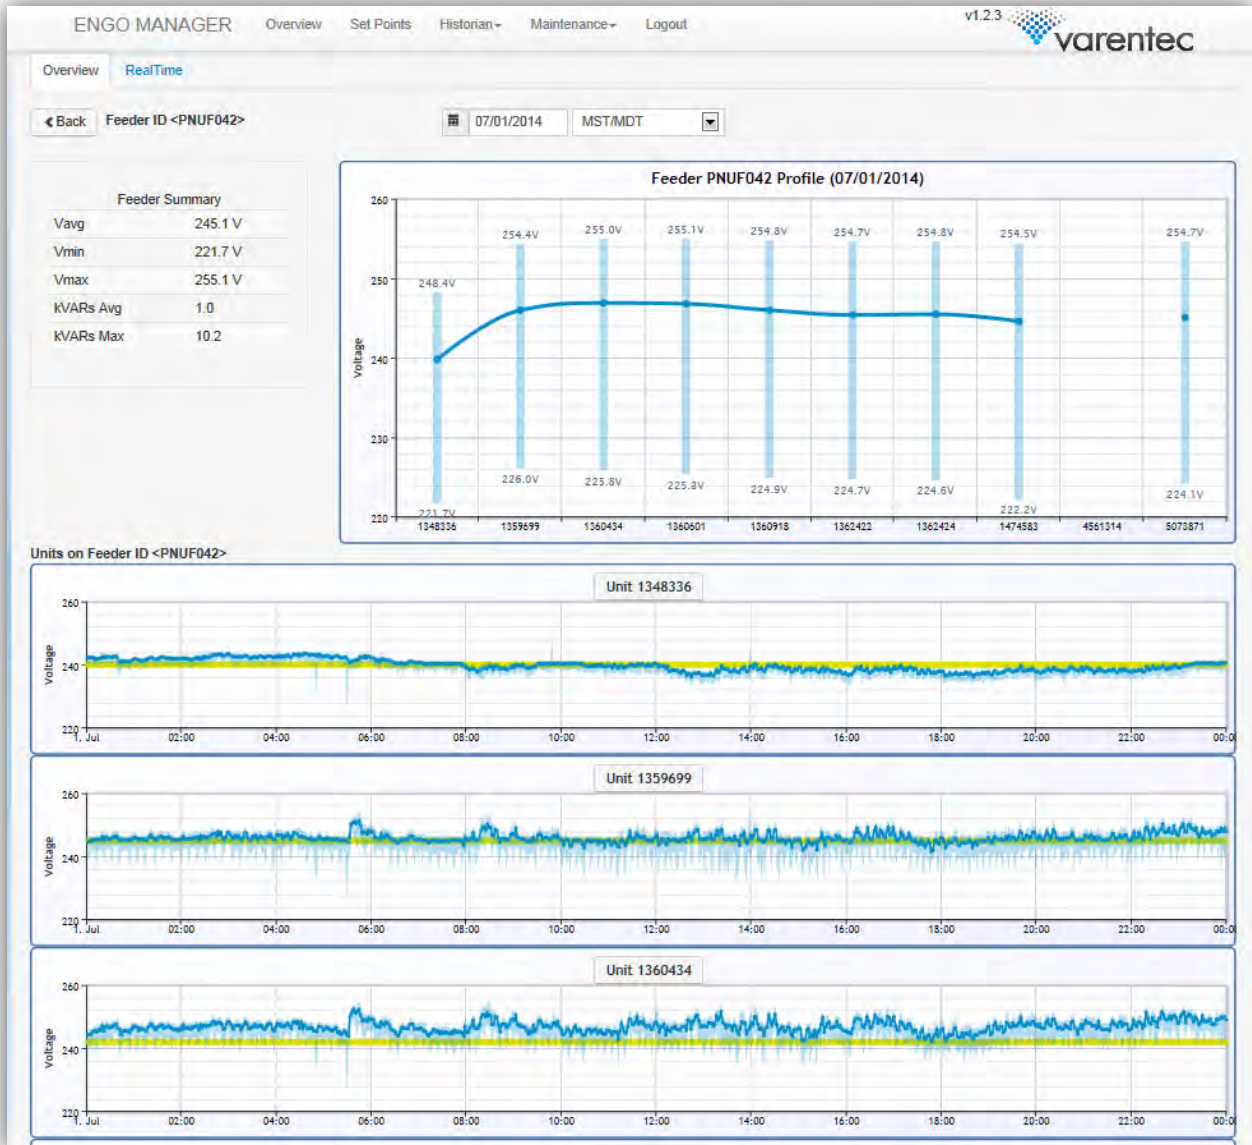 ENGO MANAGER Overview Set Points Historian Maintenance Logout v1.2.3 varentec
Overview RealTime
Back Feeder ID <PNUF042> 07/01/2014 MST/MDT
Feeder Summary
Vavg 245.1 V
Vmin 221.7 V
Vmax 255.1 V
kVARs Avg 1.0
kVARs Max 10.2
Feeder PNUF042 Profile (07/01/2014)
260
250
240
230
220
Voltage
248.4V 254.4V 255.0V 255.1V 254.8V 254.7V 254.8V 254.5V 254.7V
221.7V 226.0V 225.8V 225.8V 224.9V 224.7V 224.6V 222.2V 224.1V
1348336 1359699 1360434 1360601 1360918 1362422 1362424 1474583 4561314 5073871
Units on Feeder ID <PNUF042>
Unit 1348336
260
240
220
Voltage
1. Jul 02:00 04:00 06:00 08:00 10:00 12:00 14:00 16:00 18:00 20:00 22:00 00:00
Unit 1359699
260
240
220
Voltage
1. Jul 02:00 04:00 06:00 08:00 10:00 12:00 14:00 16:00 18:00 20:00 22:00 00:00
Unit 1360434
260
240
220
Voltage
1. Jul 02:00 04:00 06:00 08:00 10:00 12:00 14:00 16:00 18:00 20:00 22:00 00:00